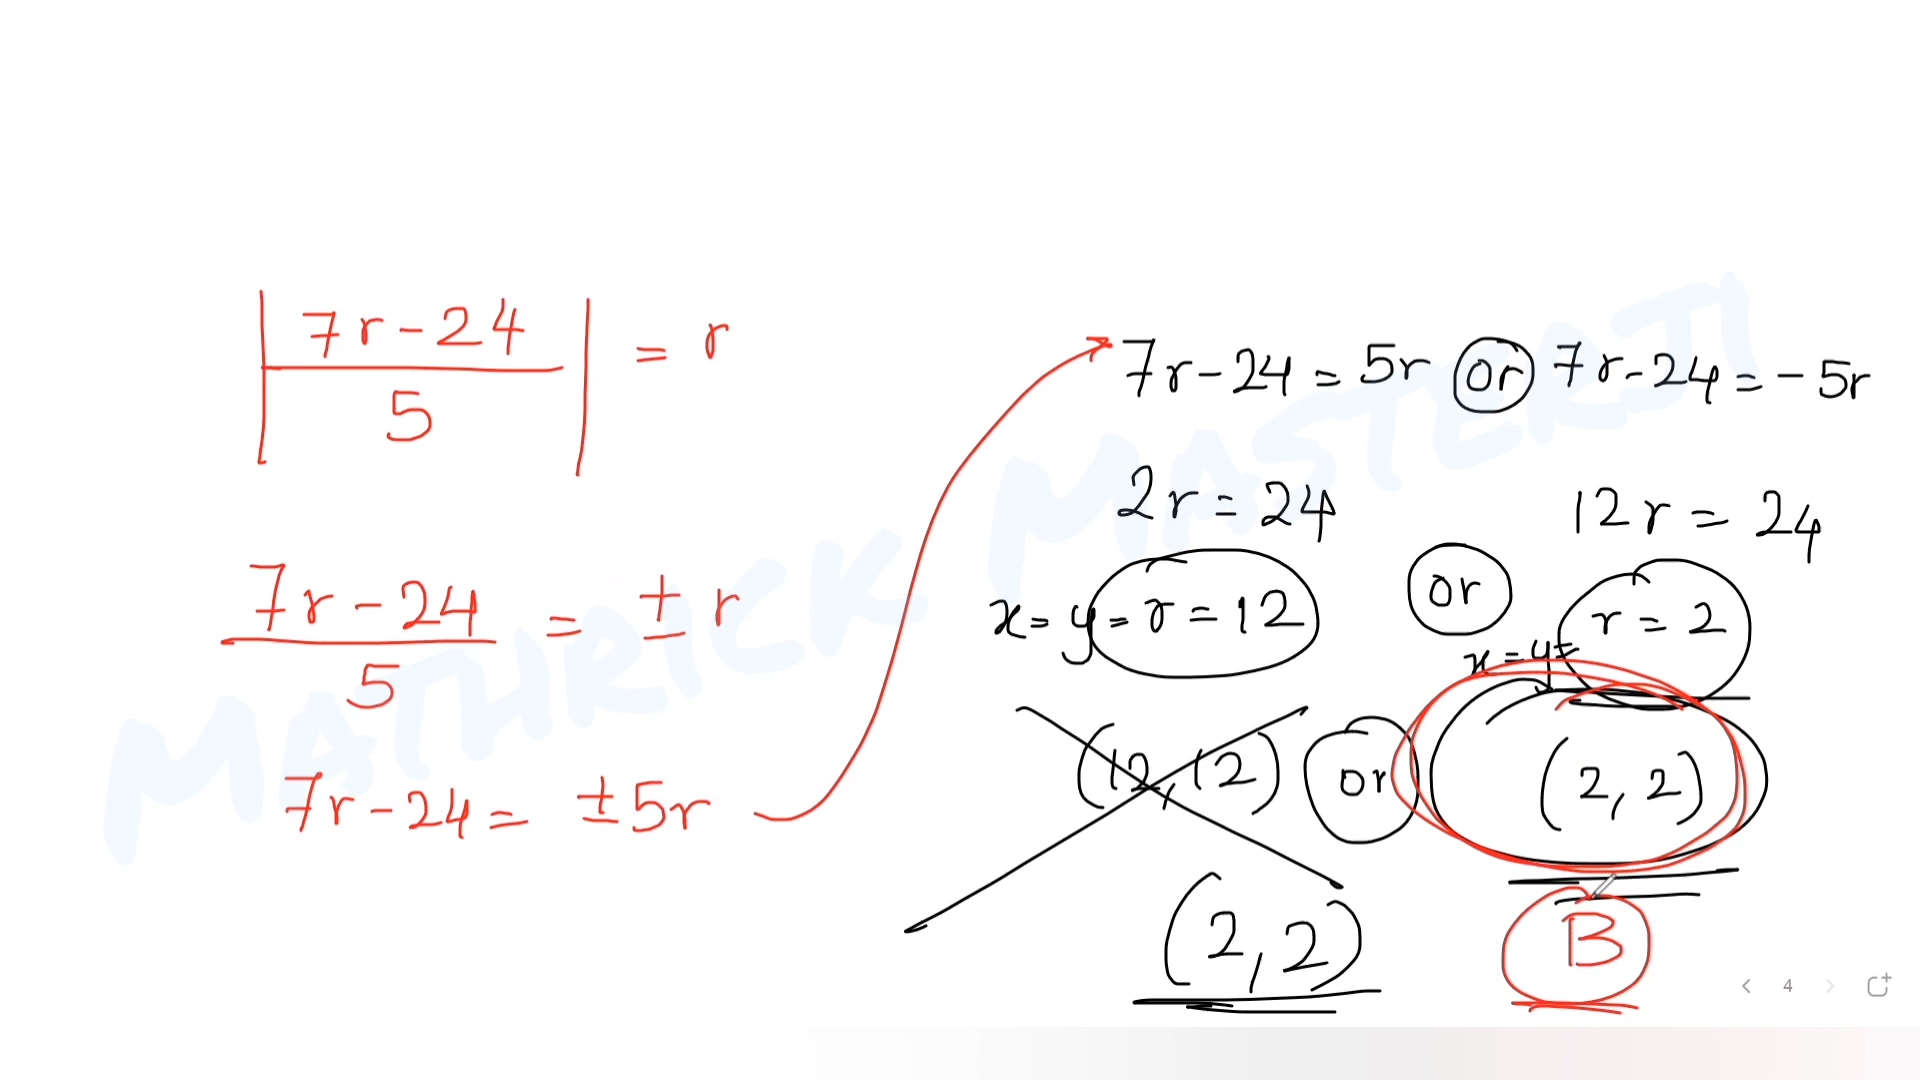 |7r-24/5| = r
7r-24/5 = ± r
7r-24 = ±5r
7r-24 = 5r or 7r-24 = -5r
2r = 24
12r = 24
x = y = r = 12 or x = y = r = 2
(12,12) or (2,2)
(2,2)
B
MATHRICK MASTERJI
< 4 >